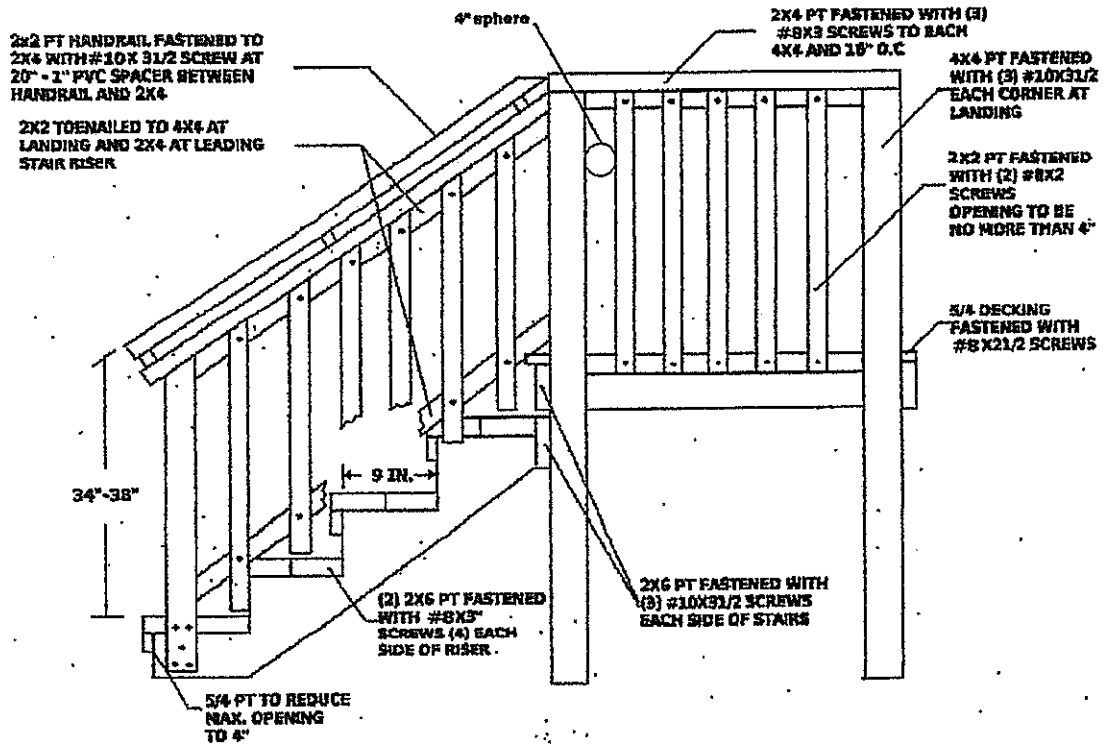 2x2 PT HANDRAIL FASTENED TO
2X4 WITH #10X 31/2 SCREW AT
20" - 1" PVC SPACER BETWEEN
HANDRAIL AND 2X4
2X2 TOENAILED TO 4X4 AT
LANDING AND 2X4 AT LEADING
STAIR RISER
4" sphere
2X4 PT FASTENED WITH (3)
#8X3 SCREWS TO EACH
4X4 AND 16" O.C
4X4 PT FASTENED
WITH (3) #10X31/2
EACH CORNER AT
LANDING
2X2 PT FASTENED
WITH (2) #8X2
SCREWS
OPENING TO BE
NO MORE THAN 4"
5/4 DECKING
FASTENED WITH
#8 X21/2 SCREWS
34"-38"
9 IN.
(2) 2X6 PT FASTENED
WITH #8X3"
SCREWS (4) EACH
SIDE OF RISER
2X6 PT FASTENED WITH
(3) #10X31/2 SCREWS
EACH SIDE OF STAIRS
5/4 PT TO REDUCE
MAX. OPENING
TO 4"